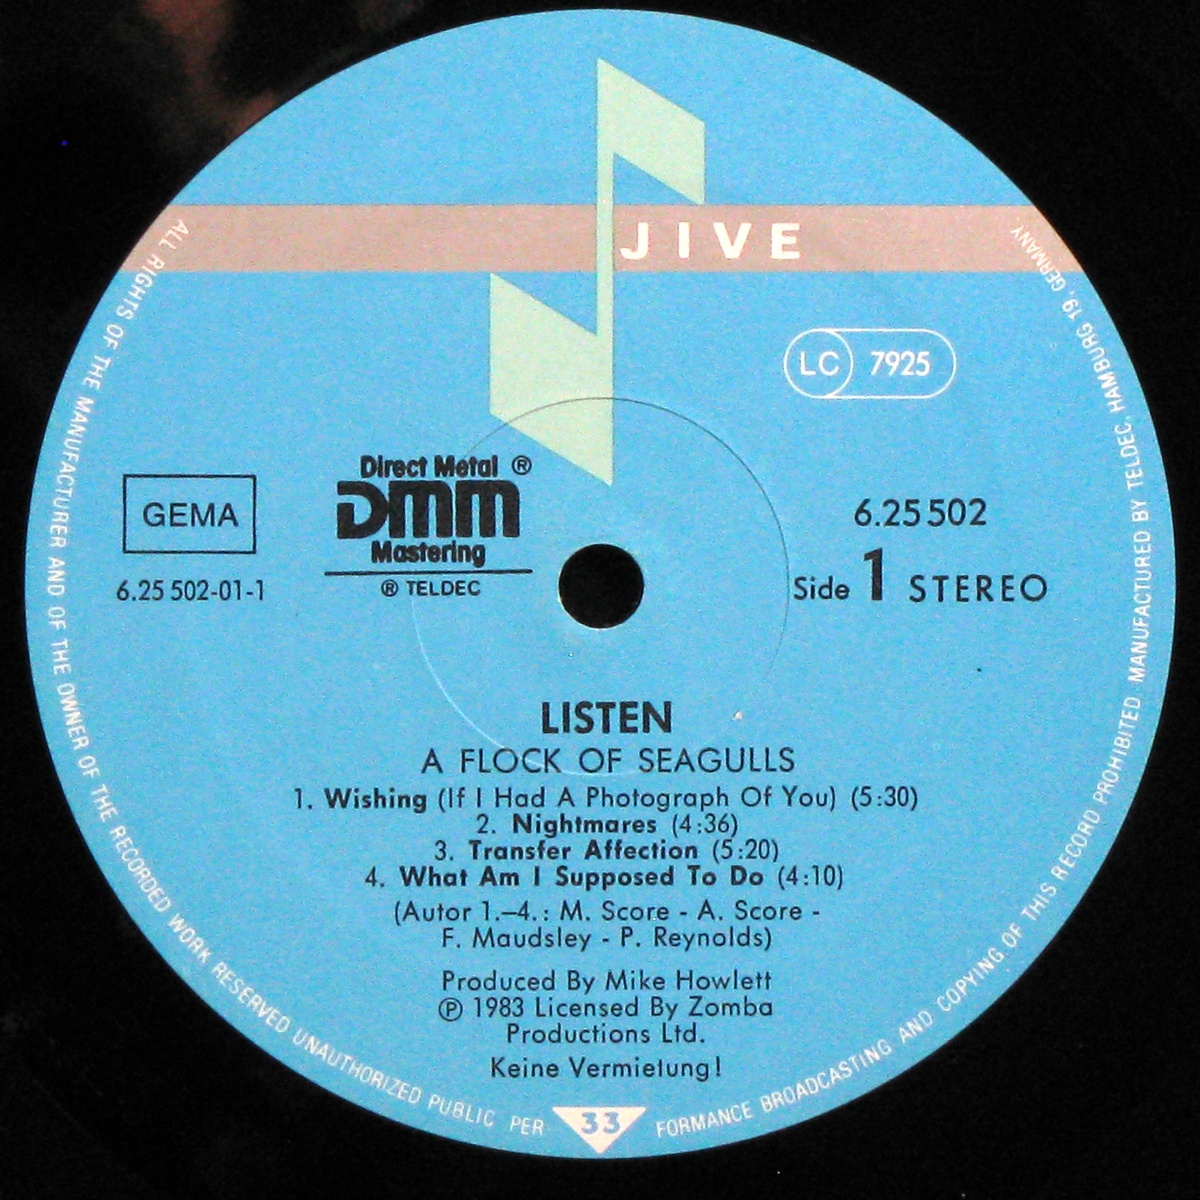 JIVE
LC 7925
Direct Metal ®
DMM
Mastering
® TELDEC
GEMA
6.25 502-01-1
6.25 502
Side 1 STEREO
LISTEN
A FLOCK OF SEAGULLS
1. Wishing (If I Had A Photograph Of You) (5:30)
2. Nightmares (4:36)
3. Transfer Affection (5:20)
4. What Am I Supposed To Do (4:10)
(Autor 1.–4.: M. Score - A. Score -
F. Maudsley - P. Reynolds)
Produced By Mike Howlett
℗ 1983 Licensed By Zomba
Productions Ltd.
Keine Vermietung!
33
ALL RIGHTS OF THE MANUFACTURER AND OF THE OWNER OF THE RECORDED WORK RESERVED UNAUTHORIZED PUBLIC PER FORMANCE BROADCASTING AND COPYING OF THIS RECORD PROHIBITED MANUFACTURED BY TELDEC, HAMBURG 19, GERMANY